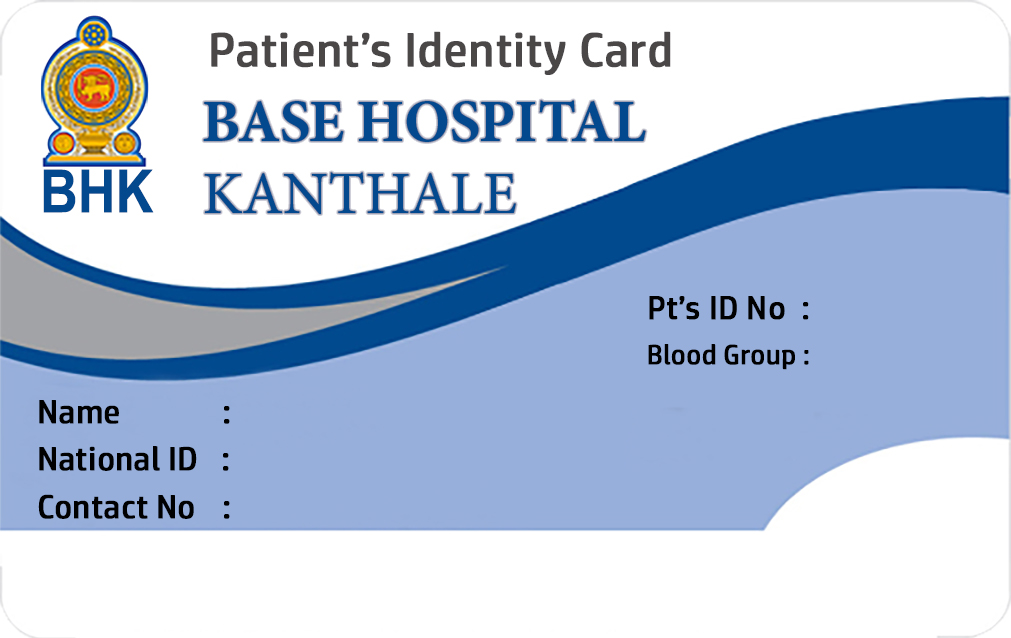 Patient’s Identity Card
BASE HOSPITAL
BHK
KANTHALE
Pt’s ID No :
Blood Group :
Name :
National ID :
Contact No :